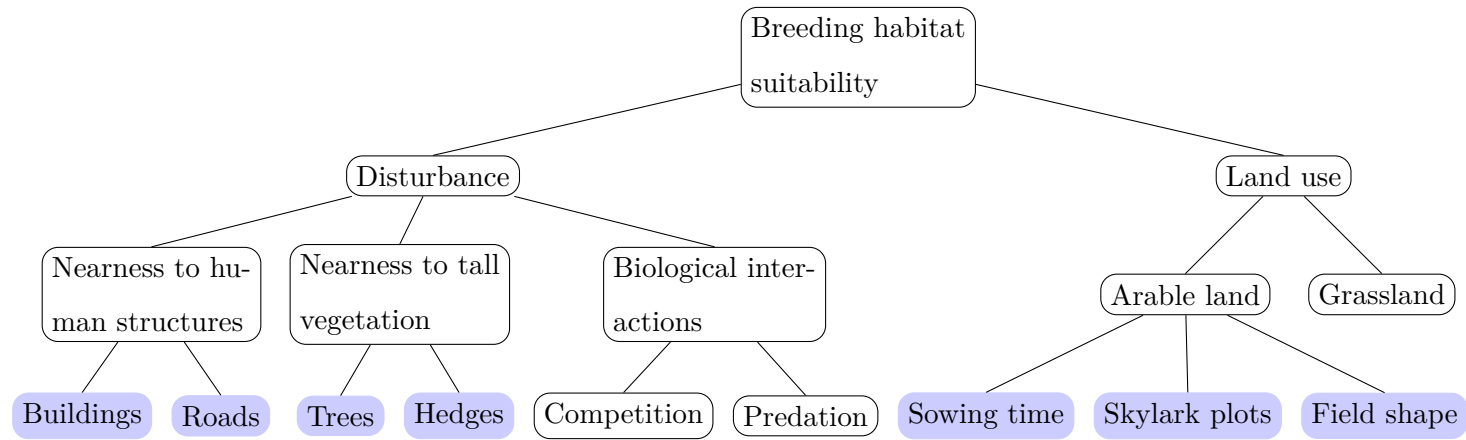 Breeding habitat
suitability
Disturbance
Land use
Nearness to hu-
man structures
Nearness to tall
vegetation
Biological inter-
actions
Arable land
Grassland
Buildings
Roads
Trees
Hedges
Competition
Predation
Sowing time
Skylark plots
Field shape